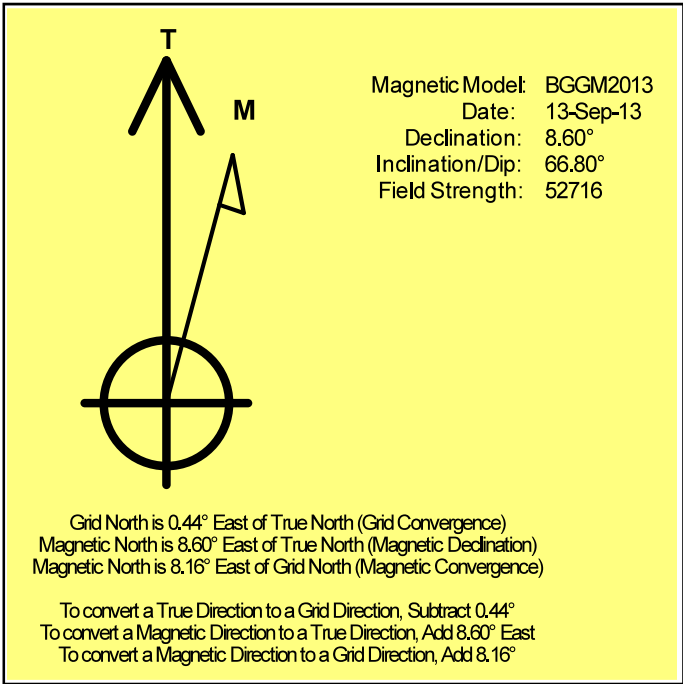 T
M
Magnetic Model: BGGM2013
Date: 13-Sep-13
Declination: 8.60°
Inclination/Dip: 66.80°
Field Strength: 52716
Grid North is 0.44° East of True North (Grid Convergence)
Magnetic North is 8.60° East of True North (Magnetic Declination)
Magnetic North is 8.16° East of Grid North (Magnetic Convergence)
To convert a True Direction to a Grid Direction, Subtract 0.44°
To convert a Magnetic Direction to a True Direction, Add 8.60° East
To convert a Magnetic Direction to a Grid Direction, Add 8.16°